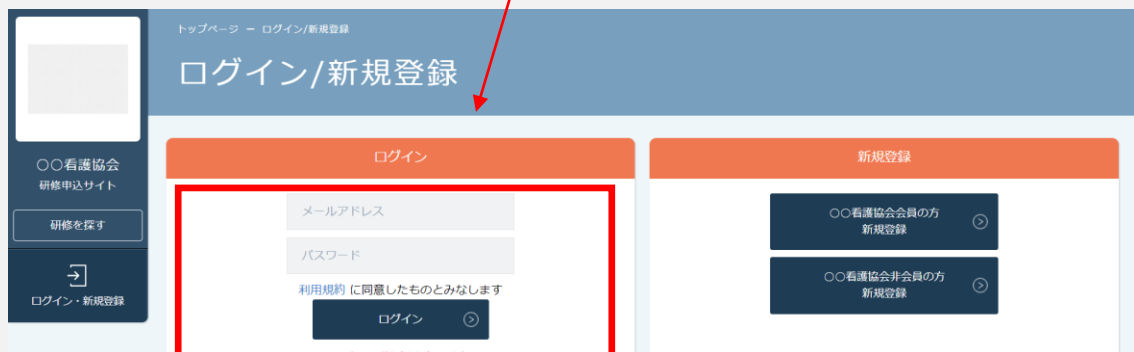 トップページ － ログイン/新規登録
ログイン/新規登録
○○看護協会
研修申込サイト
研修を探す
ログイン・新規登録
ログイン
メールアドレス
パスワード
利用規約 に同意したものとみなします
ログイン
新規登録
○○看護協会会員の方
新規登録
○○看護協会非会員の方
新規登録